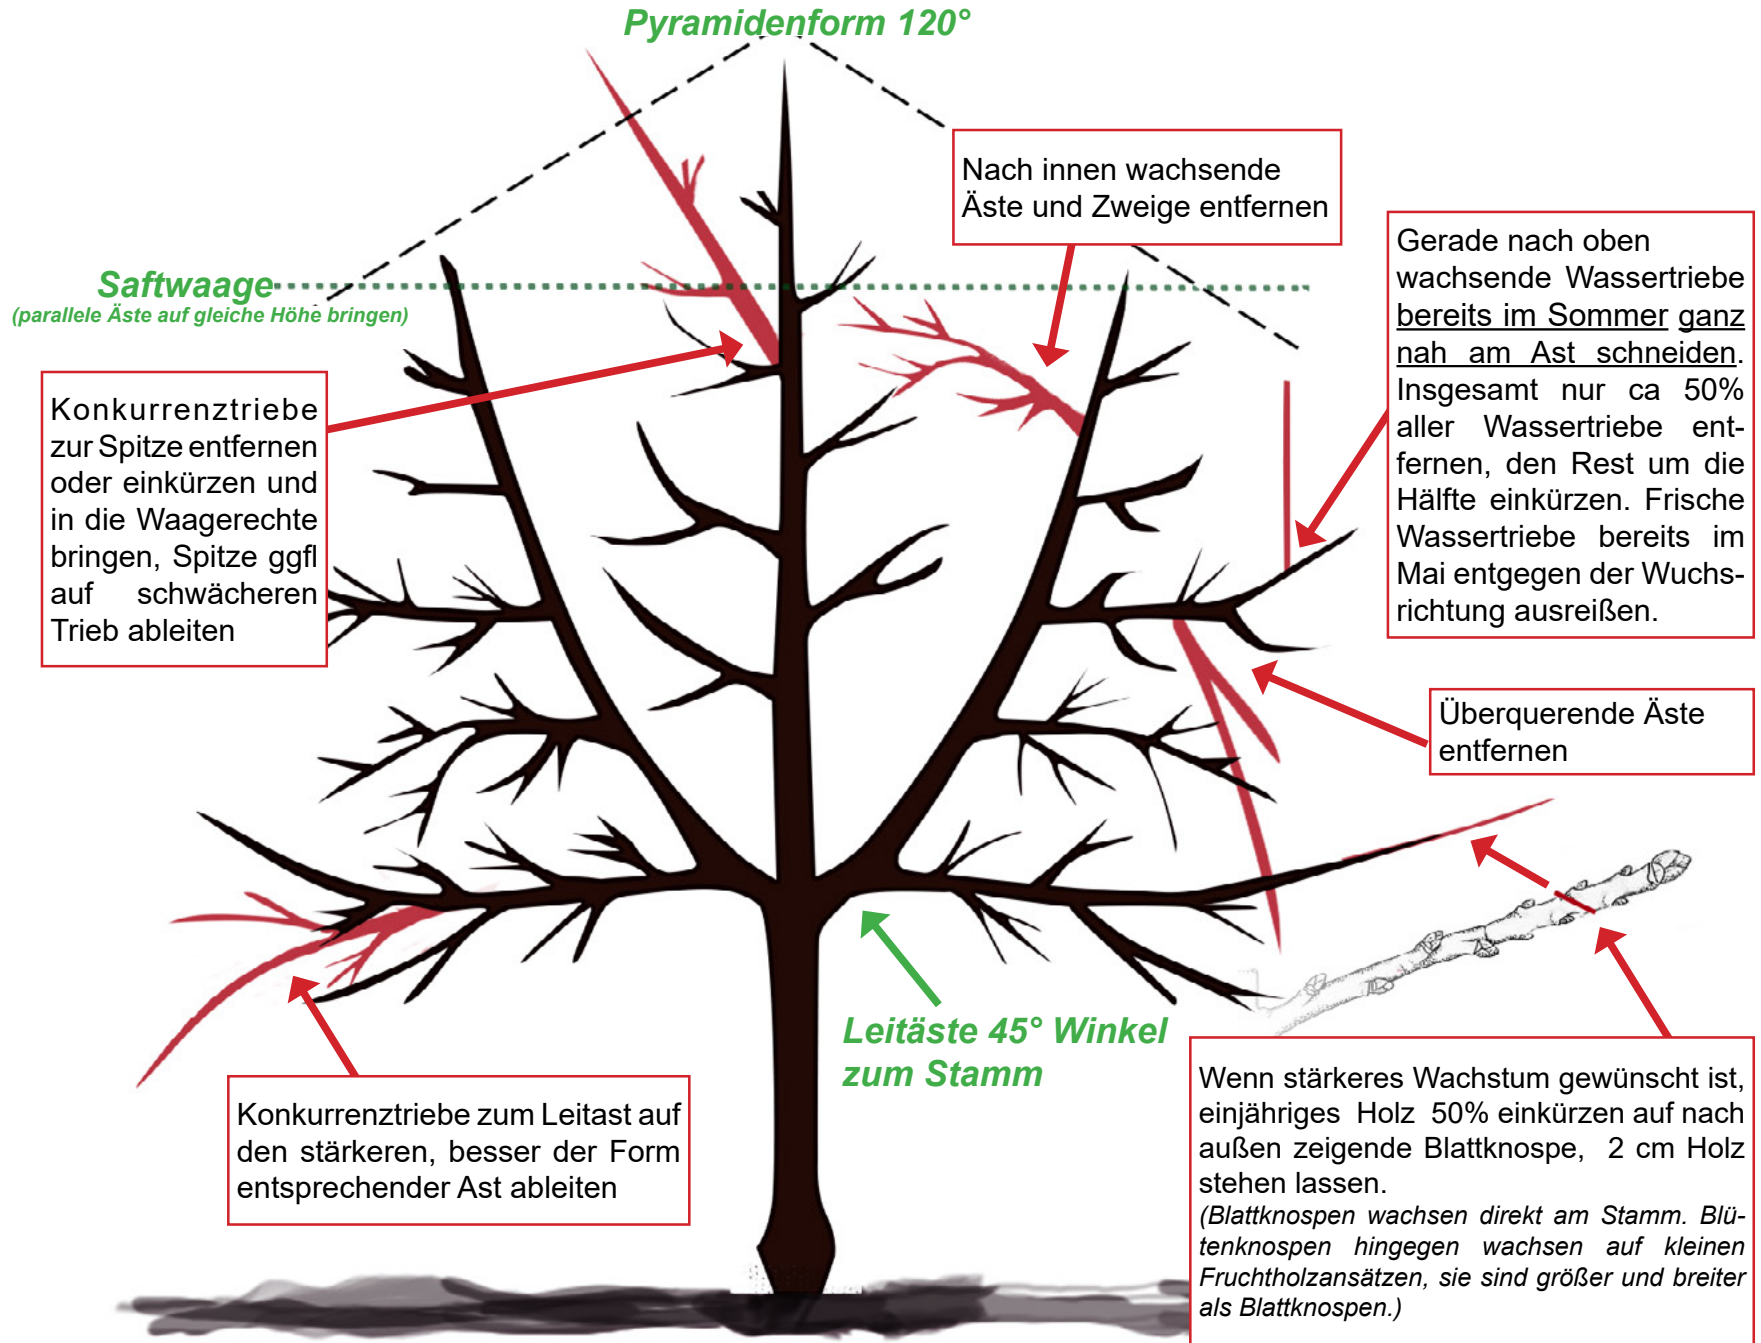 Pyramidenform 120°
Nach innen wachsende
Äste und Zweige entfernen
Gerade nach oben
wachsende Wassertriebe
bereits im Sommer ganz
nah am Ast schneiden.
Insgesamt nur ca 50%
aller Wassertriebe ent-
fernen, den Rest um die
Hälfte einkürzen. Frische
Wassertriebe bereits im
Mai entgegen der Wuchs-
richtung ausreißen.
Saftwaage
(parallele Äste auf gleiche Höhe bringen)
Konkurrenztriebe
zur Spitze entfernen
oder einkürzen und
in die Waagerechte
bringen, Spitze ggfl
auf schwächeren
Trieb ableiten
Überquerende Äste
entfernen
Leitäste 45° Winkel
zum Stamm
Konkurrenztriebe zum Leitast auf
den stärkeren, besser der Form
entsprechender Ast ableiten
Wenn stärkeres Wachstum gewünscht ist,
einjähriges Holz 50% einkürzen auf nach
außen zeigende Blattknospe, 2 cm Holz
stehen lassen.
(Blattknospen wachsen direkt am Stamm. Blü-
tenknospen hingegen wachsen auf kleinen
Fruchtholzansätzen, sie sind größer und breiter
als Blattknospen.)